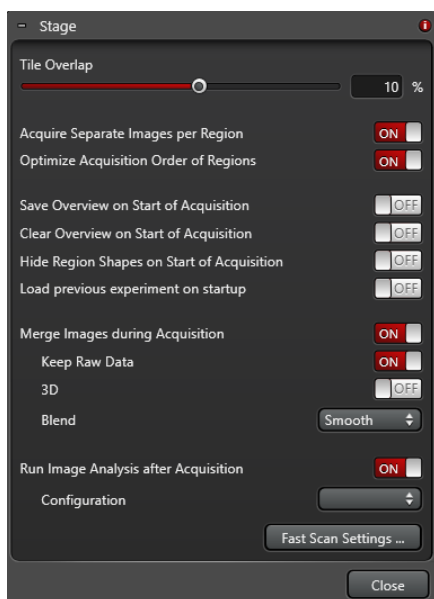 Stage
Tile Overlap
10 %
Acquire Separate Images per Region ON
Optimize Acquisition Order of Regions ON
Save Overview on Start of Acquisition OFF
Clear Overview on Start of Acquisition OFF
Hide Region Shapes on Start of Acquisition OFF
Load previous experiment on startup OFF
Merge Images during Acquisition ON
Keep Raw Data ON
3D OFF
Blend Smooth
Run Image Analysis after Acquisition ON
Configuration
Fast Scan Settings ...
Close